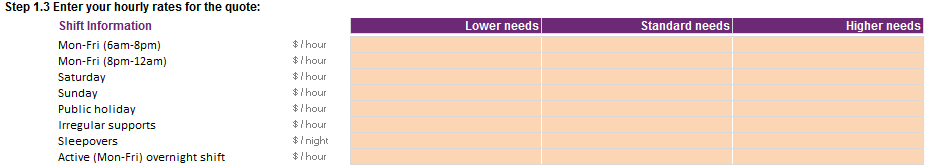 Step 1.3 Enter your hourly rates for the quote:
Shift Information Lower needs Standard needs Higher needs
Mon-Fri (6am-8pm) $ / hour
Mon-Fri (8pm-12am) $ / hour
Saturday $ / hour
Sunday $ / hour
Public holiday $ / hour
Irregular supports $ / hour
Sleepovers $ / night
Active (Mon-Fri) overnight shift $ / hour